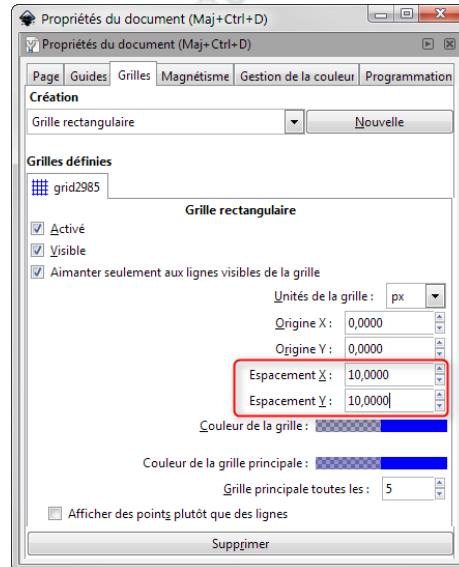 Propriétés du document (Maj+Ctrl+D)
Propriétés du document (Maj+Ctrl+D)
Page Guides Grilles Magnétisme Gestion de la couleur Programmation
Création
Grille rectangulaire Nouvelle
Grilles définies
grid2985
Grille rectangulaire
Activé
Visible
Aimanter seulement aux lignes visibles de la grille
Unités de la grille : px
Origine X : 0,0000
Origine Y : 0,0000
Espacement X : 10,0000
Espacement Y : 10,0000
Couleur de la grille :
Couleur de la grille principale :
Grille principale toutes les : 5
Afficher des points plutôt que des lignes
Supprimer